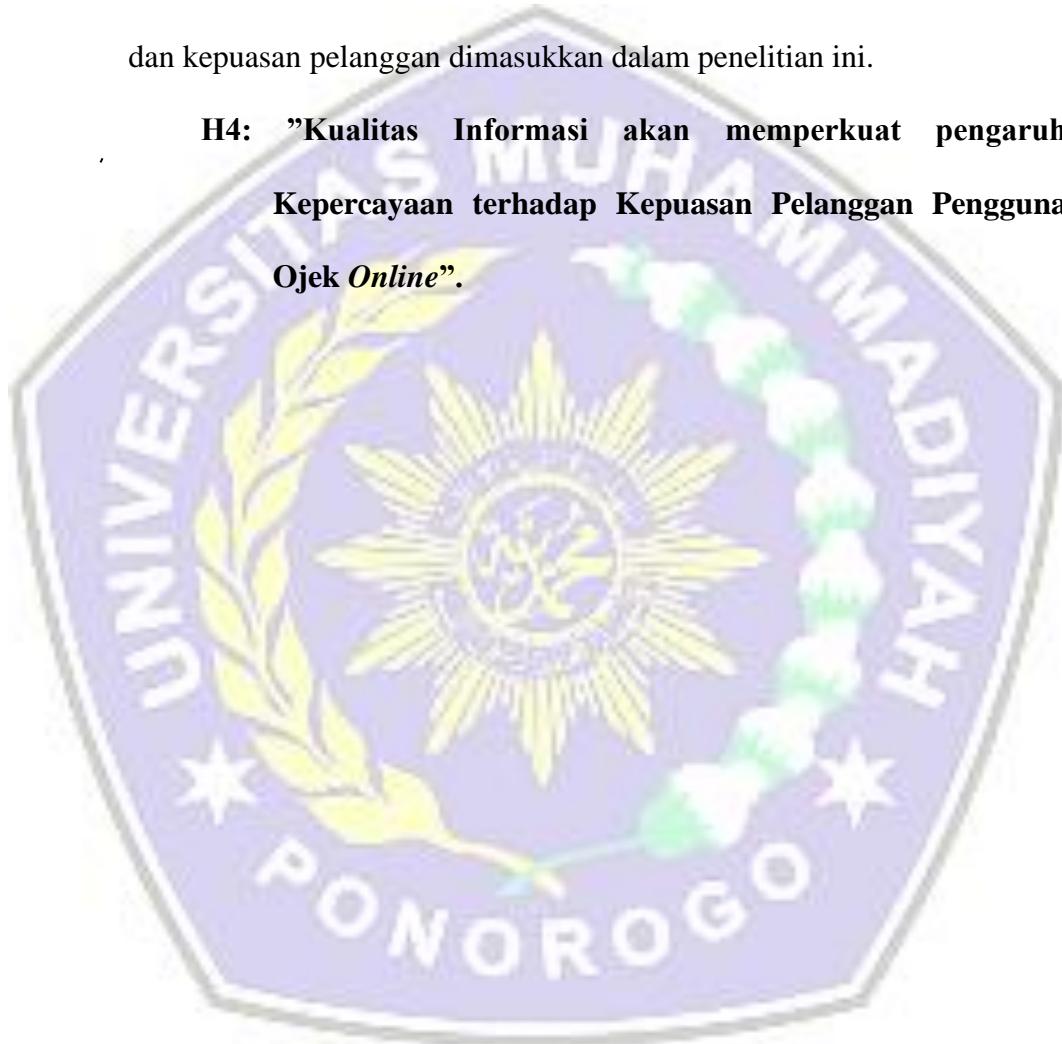 dan kepuasan pelanggan dimasukkan dalam penelitian ini.
H4: ”Kualitas Informasi akan memperkuat pengaruh
Kepercayaan terhadap Kepuasan Pelanggan Pengguna
Ojek Online”.
UNIVERSITAS MUHAMMADIYAH
PONOROGO